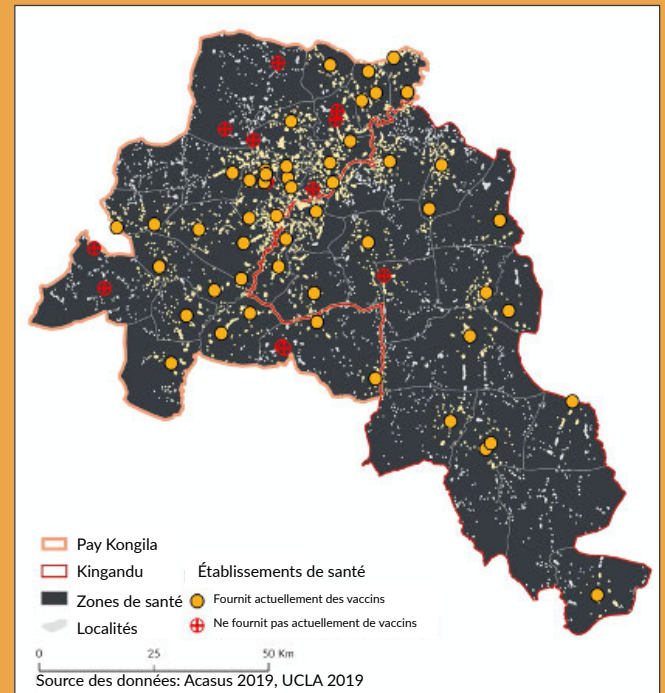 Pay Kongila
Kingandu
Établissements de santé
Zones de santé
Fournit actuellement des vaccins
Localités
Ne fournit pas actuellement de vaccins
0 25 50 Km
Source des données: Acasus 2019, UCLA 2019